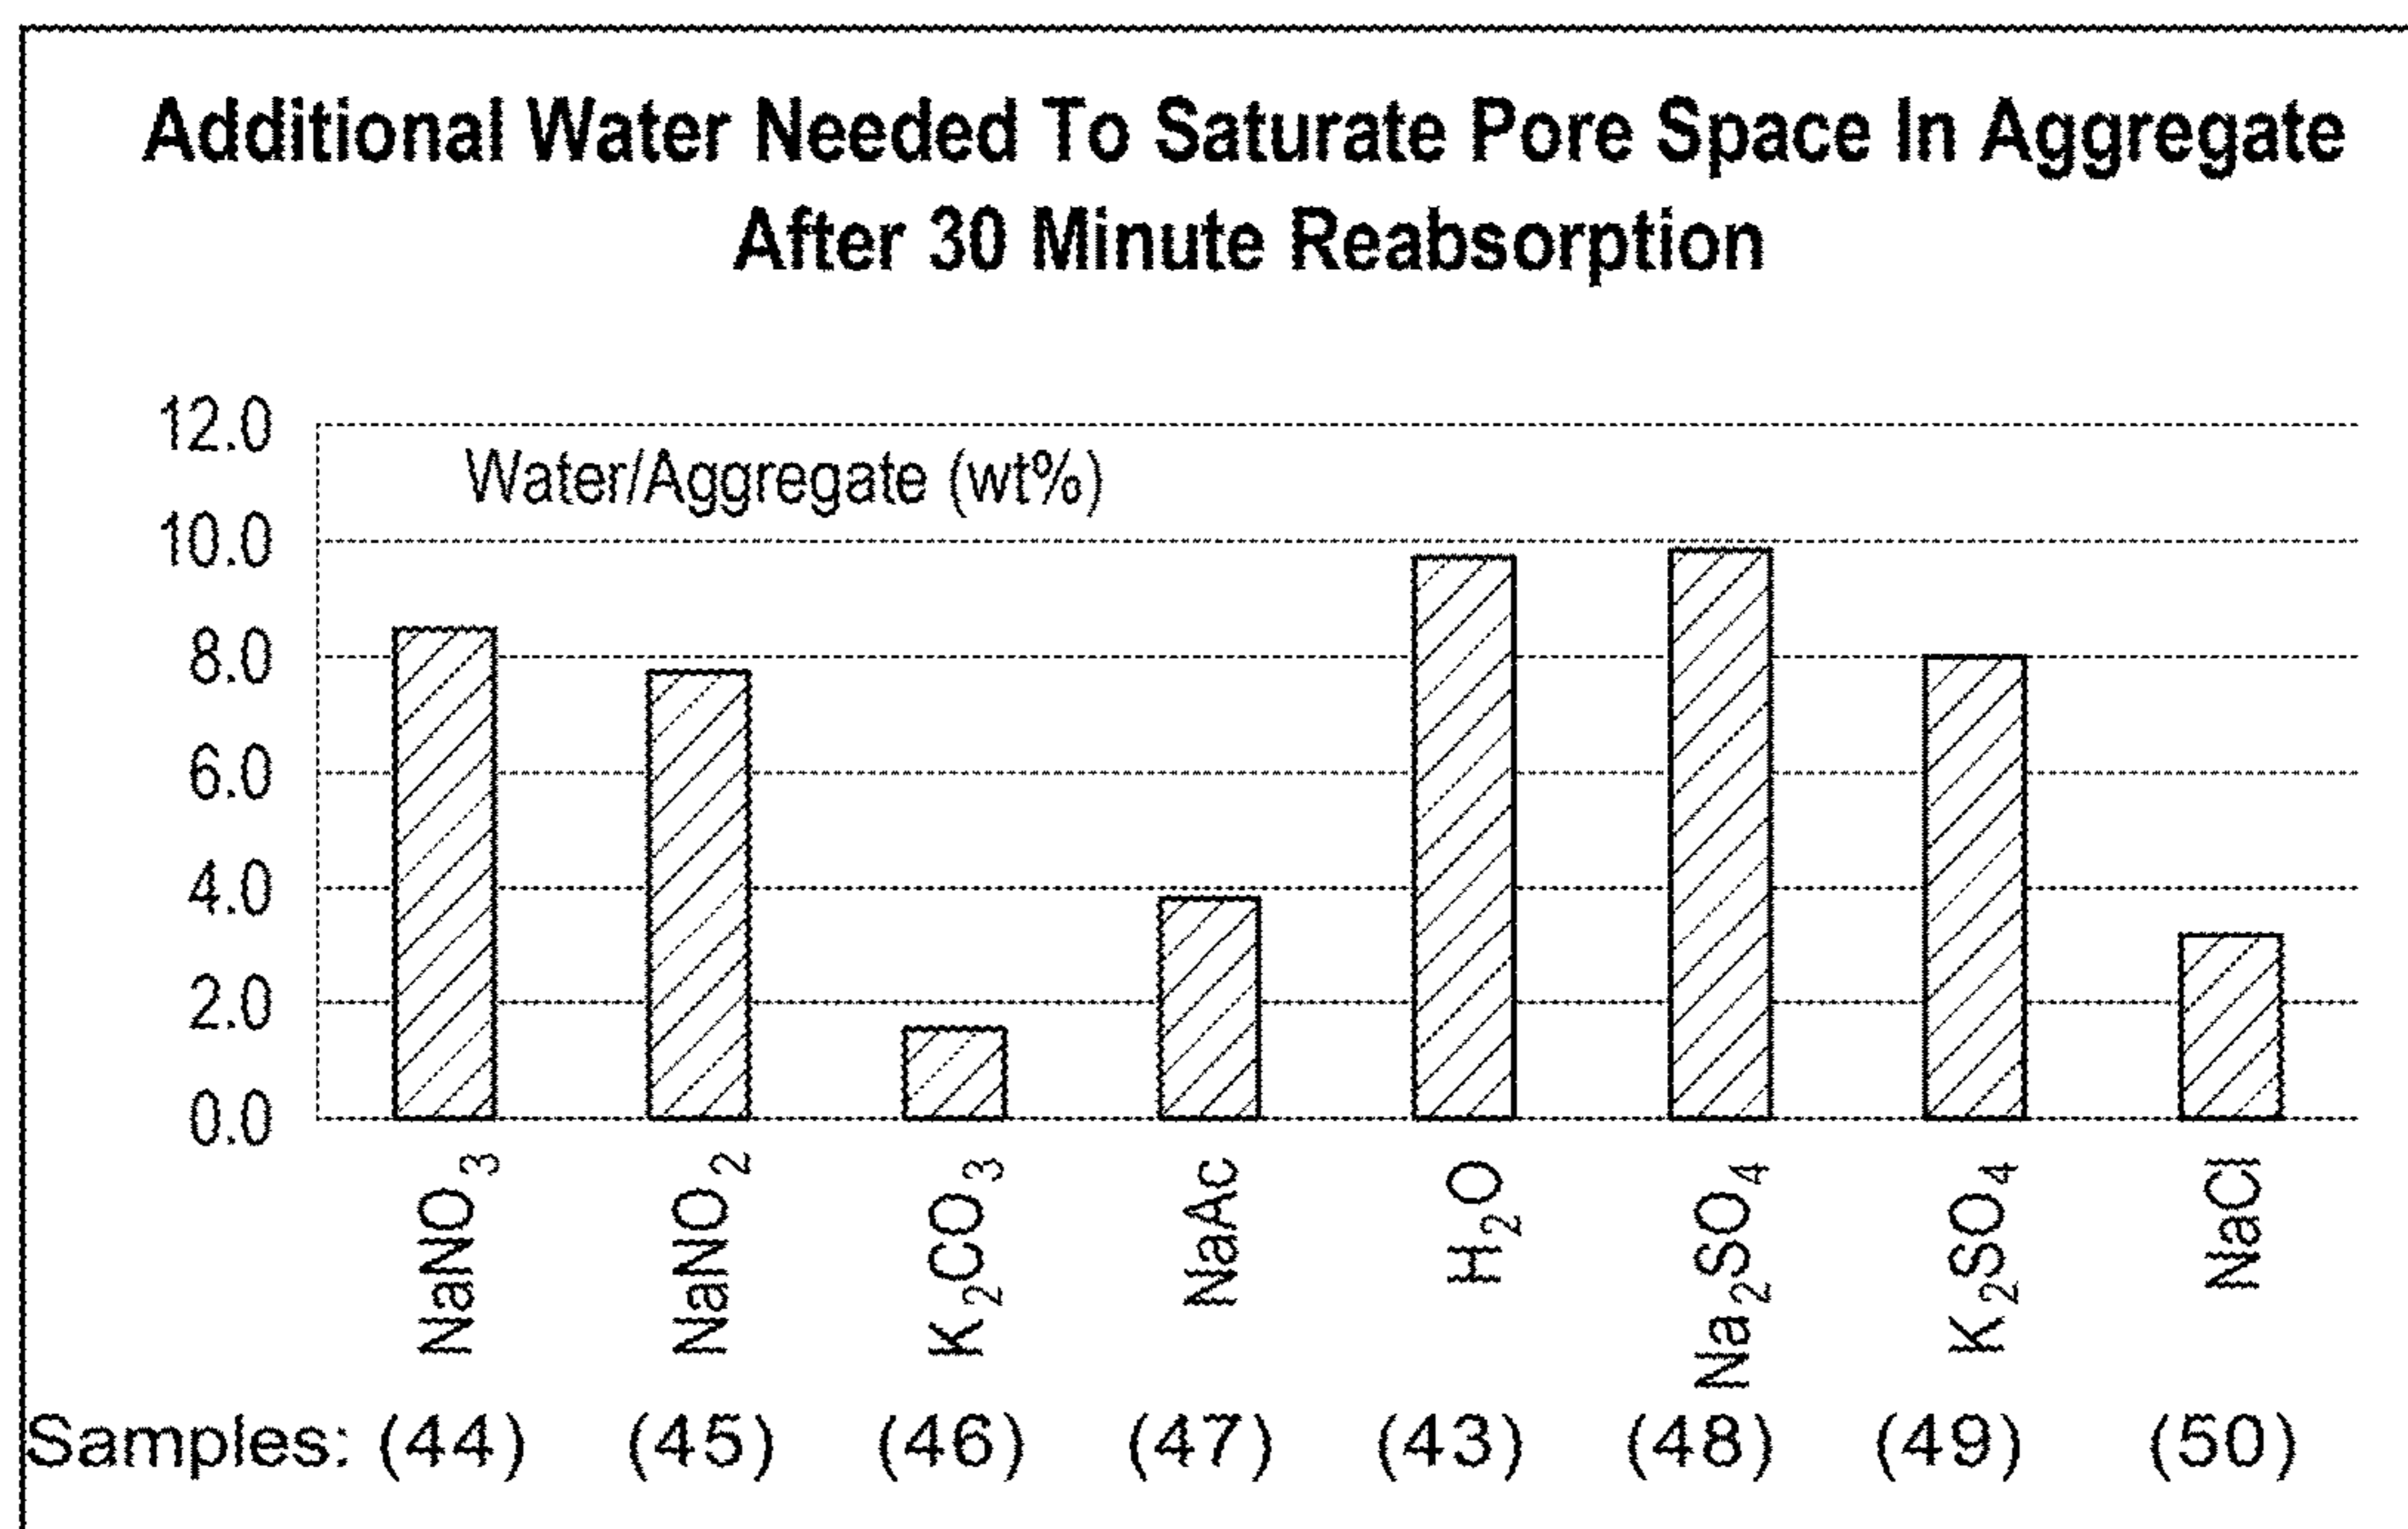 Additional Water Needed To Saturate Pore Space In Aggregate
After 30 Minute Reabsorption
12.0
Water/Aggregate (wt%)
10.0
8.0
6.0
4.0
2.0
0.0
NaNO3
NaNO2
K2CO3
NaAc
H2O
Na2SO4
K2SO4
NaCl
Samples: (44) (45) (46) (47) (43) (48) (49) (50)